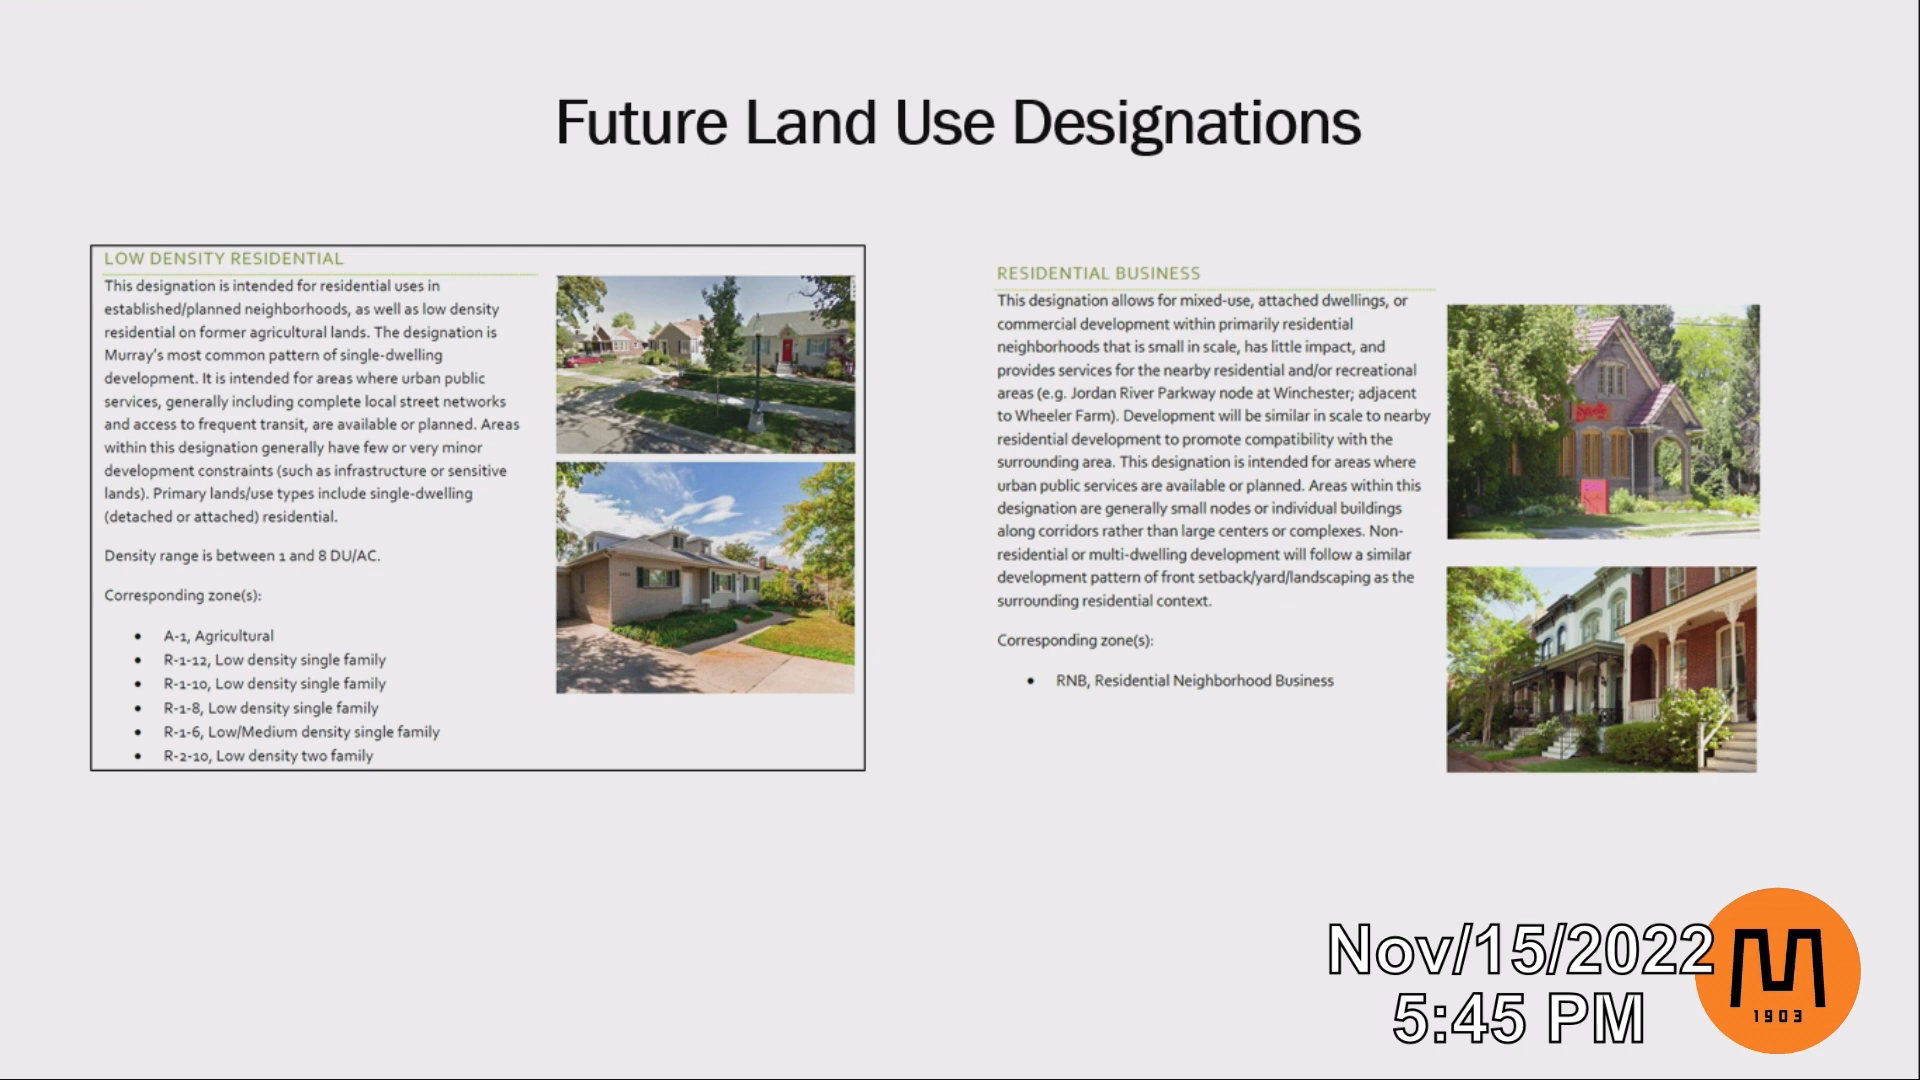 Future Land Use Designations
LOW DENSITY RESIDENTIAL
This designation is intended for residential uses in
established/planned neighborhoods, as well as low density
residential on former agricultural lands. The designation is
Murray's most common pattern of single-dwelling
development. It is intended for areas where urban public
services, generally including complete local street networks
and access to frequent transit, are available or planned. Areas
within this designation generally have few or very minor
development constraints (such as infrastructure or sensitive
lands). Primary lands/use types include single-dwelling
(detached or attached) residential.
Density range is between 1 and 8 DU/AC.
Corresponding zone(s):
• A-1, Agricultural
• R-1-12, Low density single family
• R-1-10, Low density single family
• R-1-8, Low density single family
• R-1-6, Low/Medium density single family
• R-2-10, Low density two family
RESIDENTIAL BUSINESS
This designation allows for mixed-use, attached dwellings, or
commercial development within primarily residential
neighborhoods that is small in scale, has little impact, and
provides services for the nearby residential and/or recreational
areas (e.g. Jordan River Parkway node at Winchester; adjacent
to Wheeler Farm). Development will be similar in scale to nearby
residential development to promote compatibility with the
surrounding area. This designation is intended for areas where
urban public services are available or planned. Areas within this
designation are generally small nodes or individual buildings
along corridors rather than large centers or complexes. Non-
residential or multi-dwelling development will follow a similar
development pattern of front setback/yard/landscaping as the
surrounding residential context.
Corresponding zone(s):
• RNB, Residential Neighborhood Business
Nov/15/2022
5:45 PM
M
1903